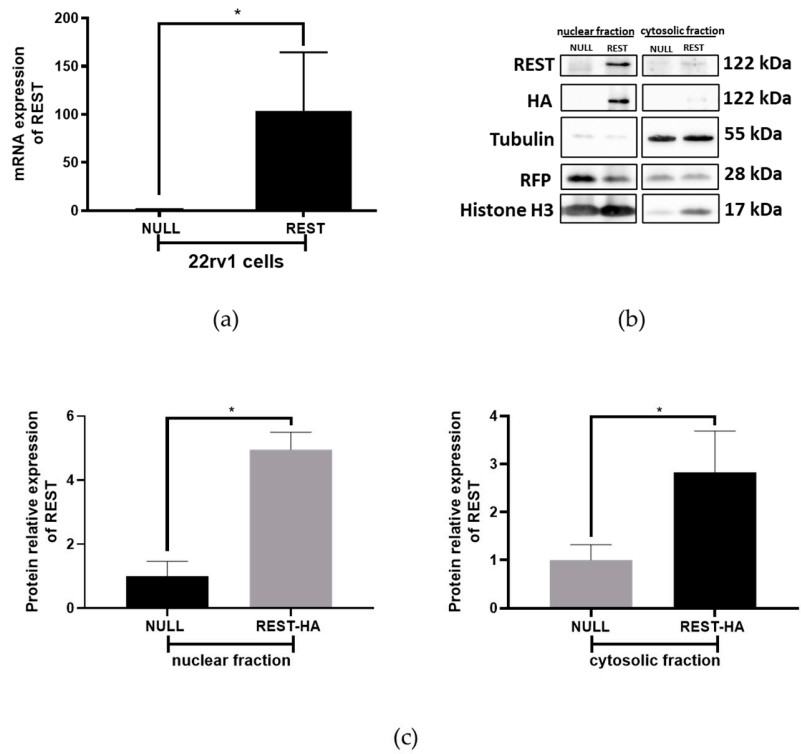 200
150
100
50
0
mRNA expression
of REST
*
NULL REST
22rv1 cells
(a)
nuclear fraction cytosolic fraction
NULL REST NULL REST
REST 122 kDa
HA 122 kDa
Tubulin 55 kDa
RFP 28 kDa
Histone H3 17 kDa
(b)
6
4
2
0
Protein relative expression
of REST
*
NULL REST-HA
nuclear fraction
4
3
2
1
0
Protein relative expression
of REST
*
NULL REST-HA
cytosolic fraction
(c)